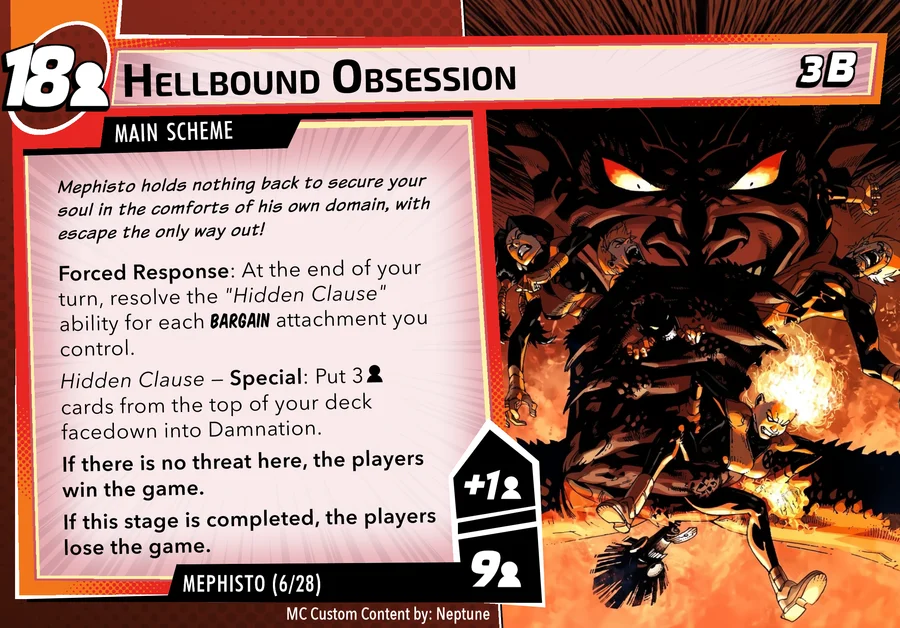 18
HELLBOUND OBSESSION
3B
MAIN SCHEME
Mephisto holds nothing back to secure your
soul in the comforts of his own domain, with
escape the only way out!
Forced Response: At the end of your
turn, resolve the "Hidden Clause"
ability for each BARGAIN attachment you
control.
Hidden Clause – Special: Put 3
cards from the top of your deck
facedown into Damnation.
If there is no threat here, the players
win the game.
If this stage is completed, the players
lose the game.
+1
9
MEPHISTO (6/28)
MC Custom Content by: Neptune